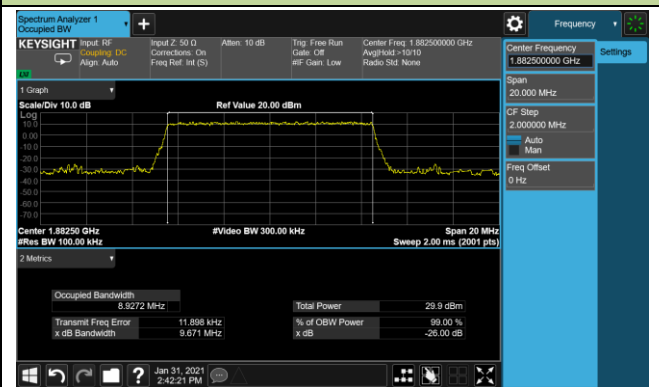 Spectrum Analyzer 1
Occupied BW
Frequency
KEYSIGHT
Input: RF
Coupling: DC
Align: Auto
Input Z: 50 Ω
Corrections: On
Freq Ref: Int (S)
Atten: 10 dB
Trig: Free Run
Gate: Off
#IF Gain: Low
Center Freq: 1.882500000 GHz
Avg|Hold:>10/10
Radio Std: None
Center Frequency
1.882500000 GHz
Settings
Span
20.000 MHz
CF Step
2.000000 MHz
Auto
Man
Freq Offset
0 Hz
1 Graph
Scale/Div 10.0 dB
Ref Value 20.00 dBm
Log
10.0
0.00
-10.0
-20.0
-30.0
-40.0
-50.0
-60.0
-70.0
Center 1.88250 GHz
#Video BW 300.00 kHz
Span 20 MHz
#Res BW 100.00 kHz
Sweep 2.00 ms (2001 pts)
2 Metrics
Occupied Bandwidth
8.9272 MHz
Total Power 29.9 dBm
Transmit Freq Error 11.898 kHz
% of OBW Power 99.00 %
x dB Bandwidth 9.671 MHz
x dB -26.00 dB
?
Jan 31, 2021
2:42:21 PM